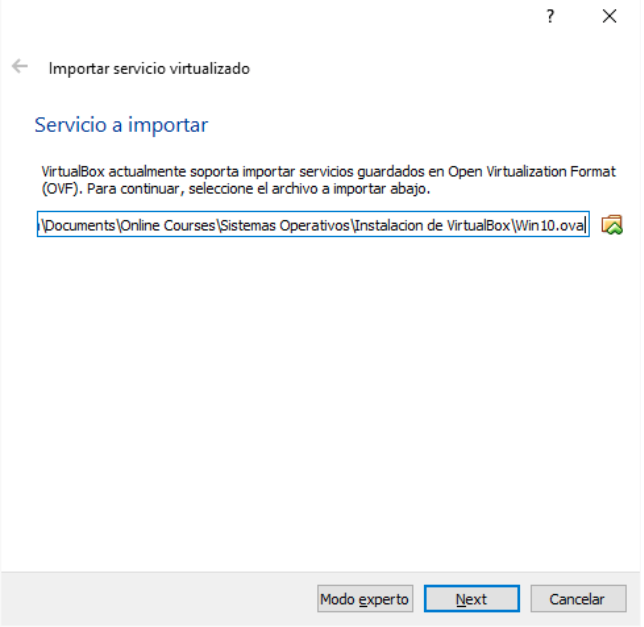 ?
Importar servicio virtualizado
Servicio a importar
VirtualBox actualmente soporta importar servicios guardados en Open Virtualization Format
(OVF). Para continuar, seleccione el archivo a importar abajo.
\Documents\Online Courses\Sistemas Operativos\Instalacion de VirtualBox\Win10.ova
Modo experto Next Cancelar